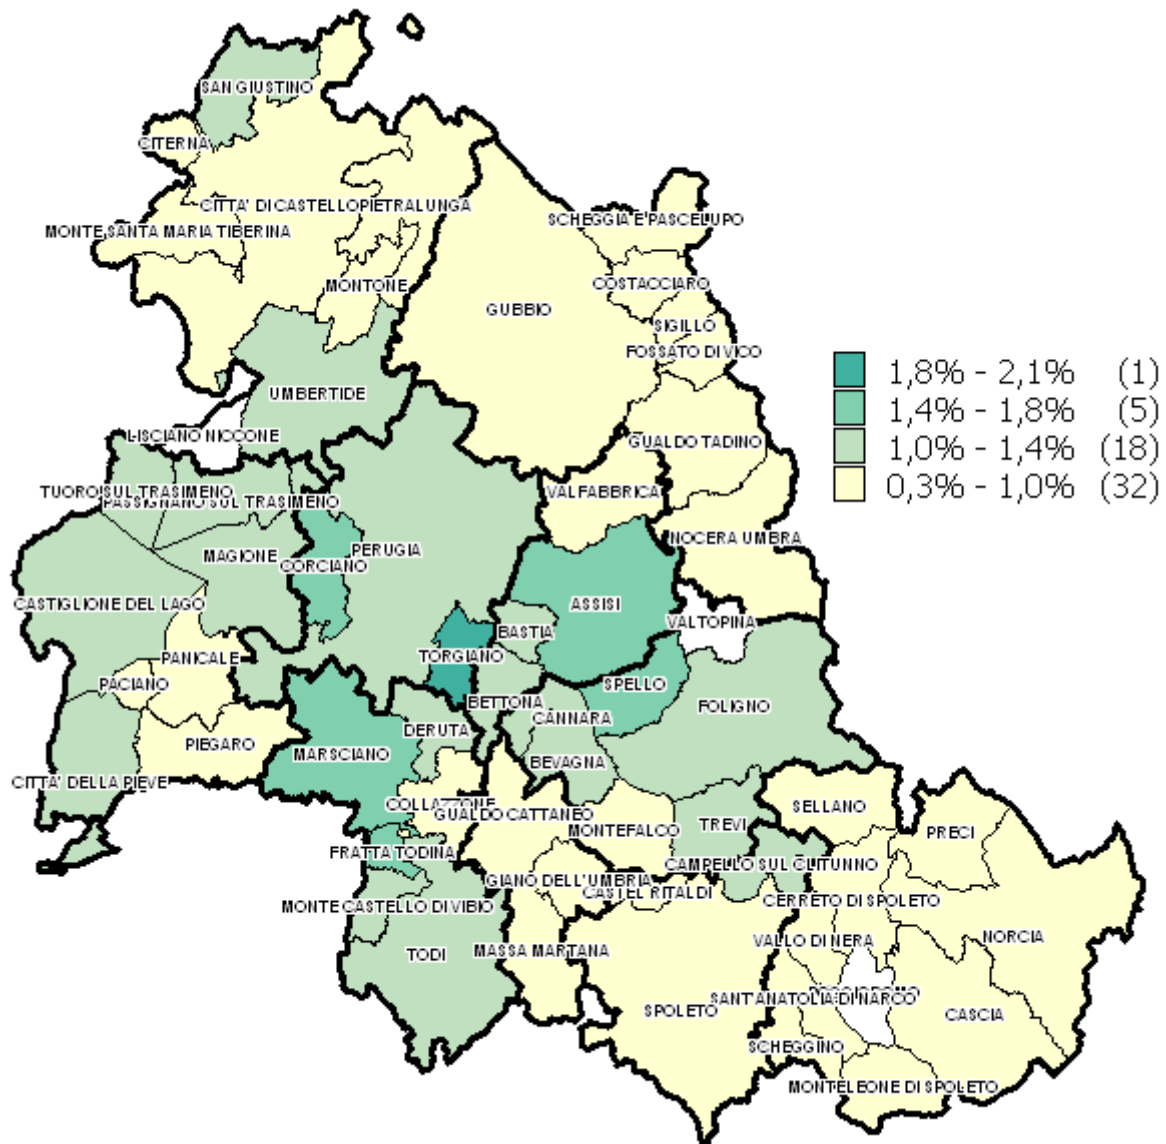 SAN GIUSTINO
CITERNA
CITTA' DI CASTELLO
PIETRALUNGA
MONTE SANTA MARIA TIBERINA
SCHEGGIA E PASCELUPO
COSTACCIARO
MONTONE
GUBBIO
SIGILLO
FOSSATO DI VICO
1,8% - 2,1% (1)
1,4% - 1,8% (5)
1,0% - 1,4% (18)
0,3% - 1,0% (32)
UMBERTIDE
LISCIANO NICCONE
GUALDO TADINO
VALFABBRICA
TUORO SUL TRASIMENO
PASSIGNANO SUL TRASIMENO
NOCERA UMBRA
MAGIONE
CORCIANO
PERUGIA
CASTIGLIONE DEL LAGO
ASSISI
VALTOPINA
BASTIA
PANICALE
TORGIANO
PACIANO
SPELLO
BETTONA
CANNARA
FOLIGNO
DERUTA
PIEGARO
MARSCIANO
BEVAGNA
CITTA' DELLA PIEVE
COLLAZZONE
GUALDO CATTANEO
SELLANO
MONTEFALCO
TREVI
PRECI
FRATTA TODINA
CAMPELLO SUL CLITUNNO
GIANO DELL'UMBRIA
CASTEL RITALDI
MONTE CASTELLO DI VIBIO
CERRETO DI SPOLETO
VALLO DI NERA
NORCIA
TODI
MASSA MARTANA
SANT'ANATOLIA DI NARCO
SPOLETO
CASCIA
SCHEGGINO
MONTELEONE DI SPOLETO